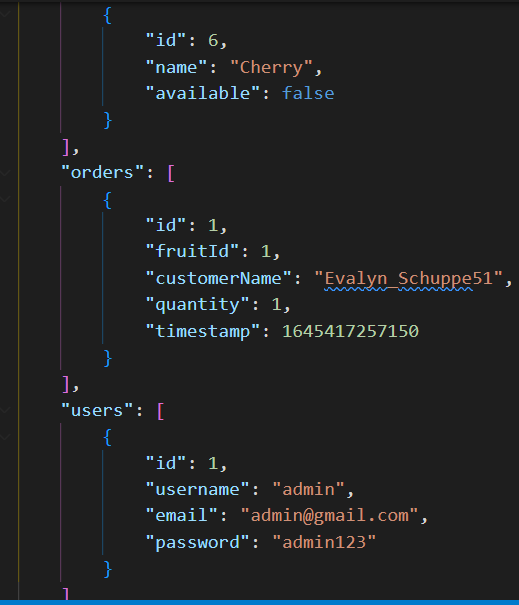 {
"id": 6,
"name": "Cherry",
"available": false
}
],
"orders": [
{
"id": 1,
"fruitId": 1,
"customerName": "Evalyn_Schuppe51",
"quantity": 1,
"timestamp": 1645417257150
}
],
"users": [
{
"id": 1,
"username": "admin",
"email": "admin@gmail.com",
"password": "admin123"
}
]